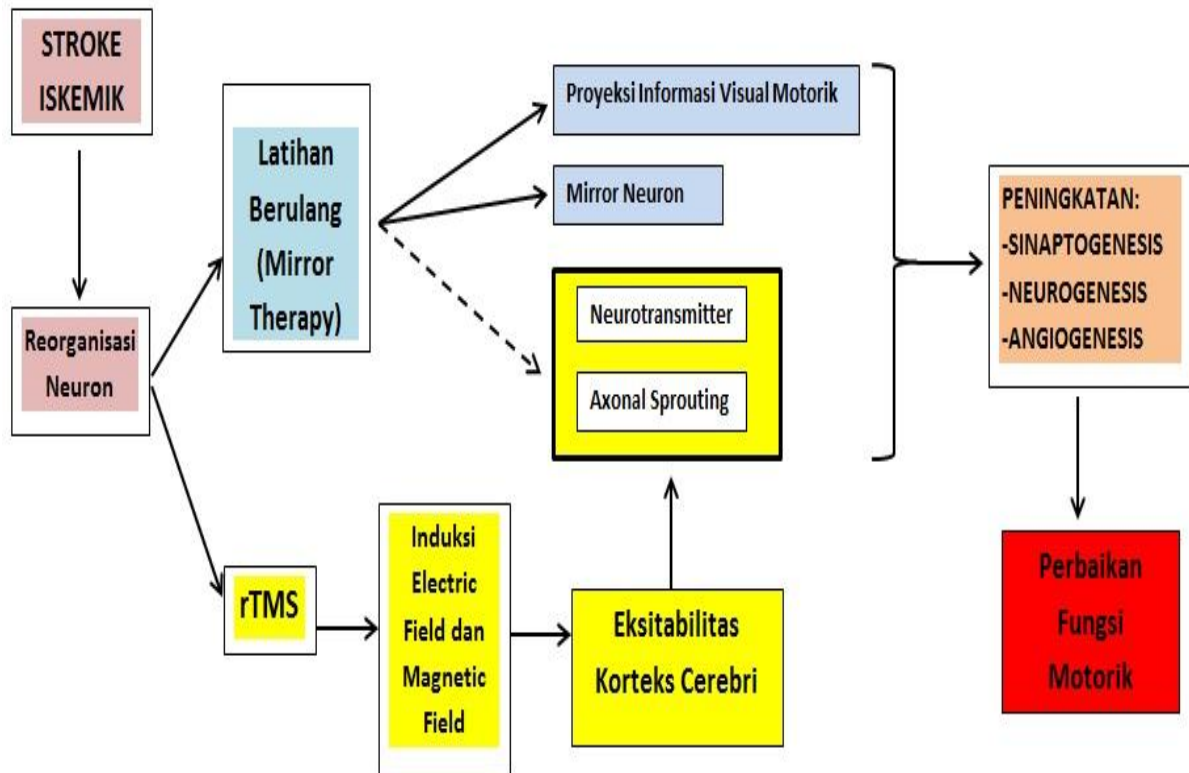 STROKE
ISKEMIK
Reorganisasi
Neuron
Latihan
Berulang
(Mirror
Therapy)
rTMS
Induksi
Electric
Field dan
Magnetic
Field
Eksitabilitas
Korteks Cerebri
Proyeksi Informasi Visual Motorik
Mirror Neuron
Neurotransmitter
Axonal Sprouting
PENINGKATAN:
-SINAPTOGENESIS
-NEUROGENESIS
-ANGIOGENESIS
Perbaikan
Fungsi
Motorik